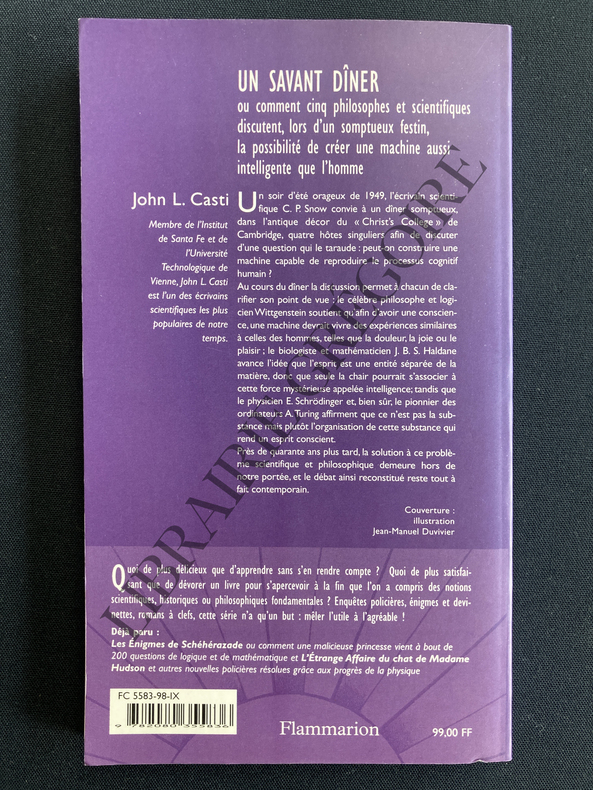 UN SAVANT DÎNER
ou comment cinq philosophes et scientifiques
discutent, lors d'un somptueux festin,
la possibilité de créer une machine aussi
intelligente que l'homme
John L. Casti
Membre de l'Institut
de Santa Fe et de
l'Université
Technologique de
Vienne, John L. Casti
est l'un des écrivains
scientifiques les plus
populaires de notre
temps.
Un soir d'été orageux de 1949, l'écrivain scienti-
fique C. P. Snow convie à un dîner somptueux,
dans l'antique décor du « Christ's College » de
Cambridge, quatre hôtes singuliers afin de discuter
d'une question qui le taraude : peut-on construire une
machine capable de reproduire le processus cognitif
humain ?
Au cours du dîner la discussion permet à chacun de cla-
rifier son point de vue : le célèbre philosophe et logi-
cien Wittgenstein soutient qu'afin d'avoir une conscien-
ce, une machine devrait vivre des expériences similaires
à celles des hommes, telles que la douleur, la joie ou le
plaisir ; le biologiste et mathématicien J. B. S. Haldane
avance l'idée que l'esprit est une entité séparée de la
matière, donc que seule la chair pourrait s'associer à
cette force mystérieuse appelée intelligence; tandis que
le physicien E. Schrödinger et, bien sûr, le pionnier des
ordinateurs A. Turing affirment que ce n'est pas la sub-
stance mais plutôt l'organisation de cette substance qui
rend un esprit conscient.
Près de quarante ans plus tard, la solution à ce problè-
me scientifique et philosophique demeure hors de
notre portée, et le débat ainsi reconstitué reste tout à
fait contemporain.
Couverture :
illustration
Jean-Manuel Duvivier
Quoi de plus délicieux que d'apprendre sans s'en rendre compte ? Quoi de plus satisfai-
sant que de dévorer un livre pour s'apercevoir à la fin que l'on a compris des notions
scientifiques, historiques ou philosophiques fondamentales ? Enquêtes policières, énigmes et devi-
nettes, romans à clefs, cette série n'a qu'un but : mêler l'utile à l'agréable !
Déjà paru :
Les Énigmes de Schéhérazade ou comment une malicieuse princesse vient à bout de
200 questions de logique et de mathématique et L'Étrange Affaire du chat de Madame
Hudson et autres nouvelles policières résolues grâce aux progrès de la physique
FC 5583-98-IX
9 782080 355836
Flammarion
99,00 FF
LIBRAIRIE GREGOIRE